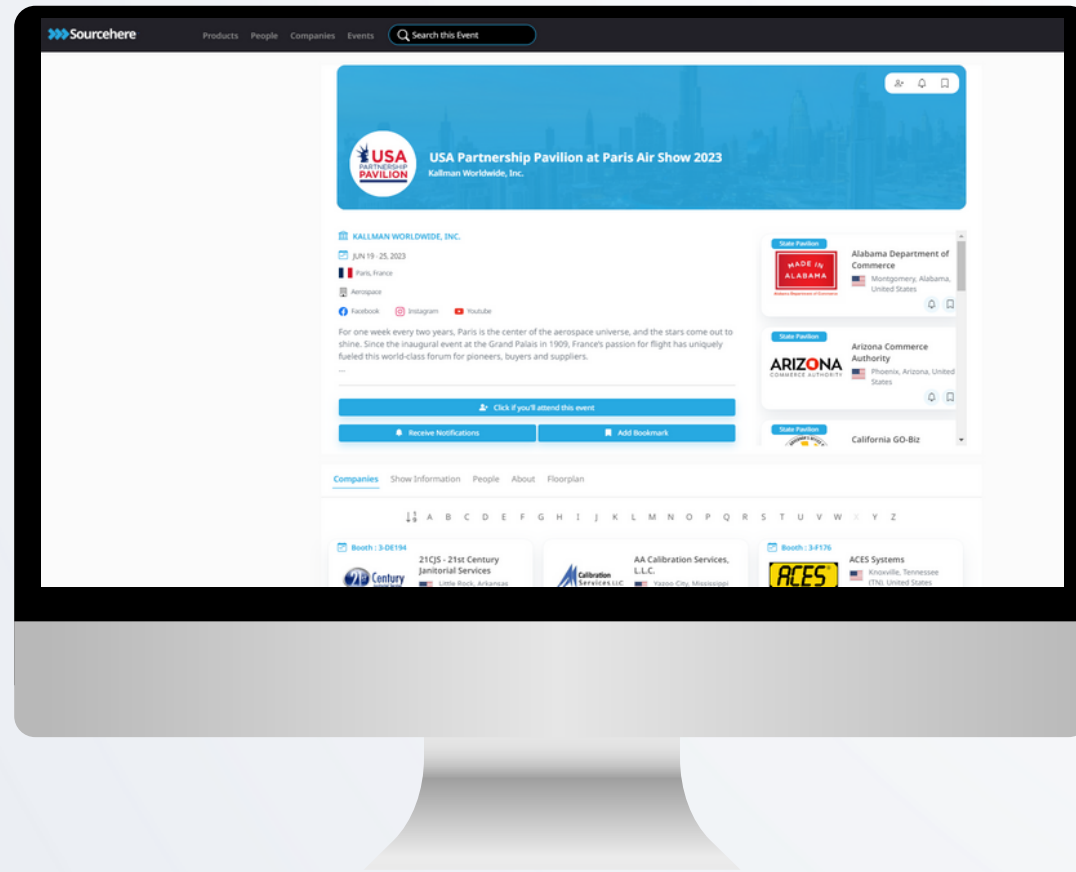 Sourcehere
Products People Companies Events Search this Event
USA
PARTNERSHIP
PAVILION
USA Partnership Pavilion at Paris Air Show 2023
Kallman Worldwide, Inc.
KALLMAN WORLDWIDE, INC.
JUN 19 - 25, 2023
Paris, France
Aerospace
Facebook Instagram Youtube
For one week every two years, Paris is the center of the aerospace universe, and the stars come out to
shine. Since the inaugural event at the Grand Palais in 1909, France's passion for flight has uniquely
fueled this world-class forum for pioneers, buyers and suppliers.
...
Click if you'll attend this event
Receive Notifications Add Bookmark
State Pavilion
MADE IN
ALABAMA
Alabama Department of Commerce
Alabama Department of
Commerce
Montgomery, Alabama,
United States
State Pavilion
ARIZONA
COMMERCE AUTHORITY
Arizona Commerce
Authority
Phoenix, Arizona, United
States
State Pavilion
California GO-Biz
Companies Show Information People About Floorplan
1
9 A B C D E F G H I J K L M N O P Q R S T U V W X Y Z
Booth : 3-DE194
21st Century
21CJS - 21st Century
Janitorial Services
Little Rock, Arkansas
Calibration
Services LLC
AA Calibration Services,
L.L.C.
Yazoo City, Mississippi
Booth : 3-F176
ACES
ACES Systems
Knoxville, Tennessee
(TN), United States